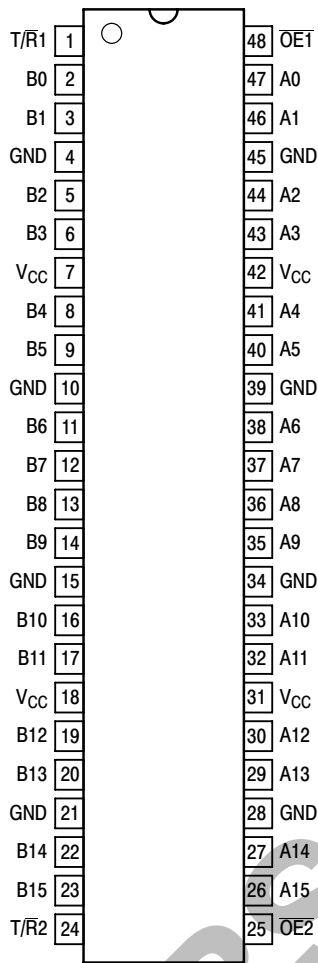 T/R̅1 1 48 O̅E̅1̅
B0 2 47 A0
B1 3 46 A1
GND 4 45 GND
B2 5 44 A2
B3 6 43 A3
VCC 7 42 VCC
B4 8 41 A4
B5 9 40 A5
GND 10 39 GND
B6 11 38 A6
B7 12 37 A7
B8 13 36 A8
B9 14 35 A9
GND 15 34 GND
B10 16 33 A10
B11 17 32 A11
VCC 18 31 VCC
B12 19 30 A12
B13 20 29 A13
GND 21 28 GND
B14 22 27 A14
B15 23 26 A15
T/R̅2 24 25 O̅E̅2̅